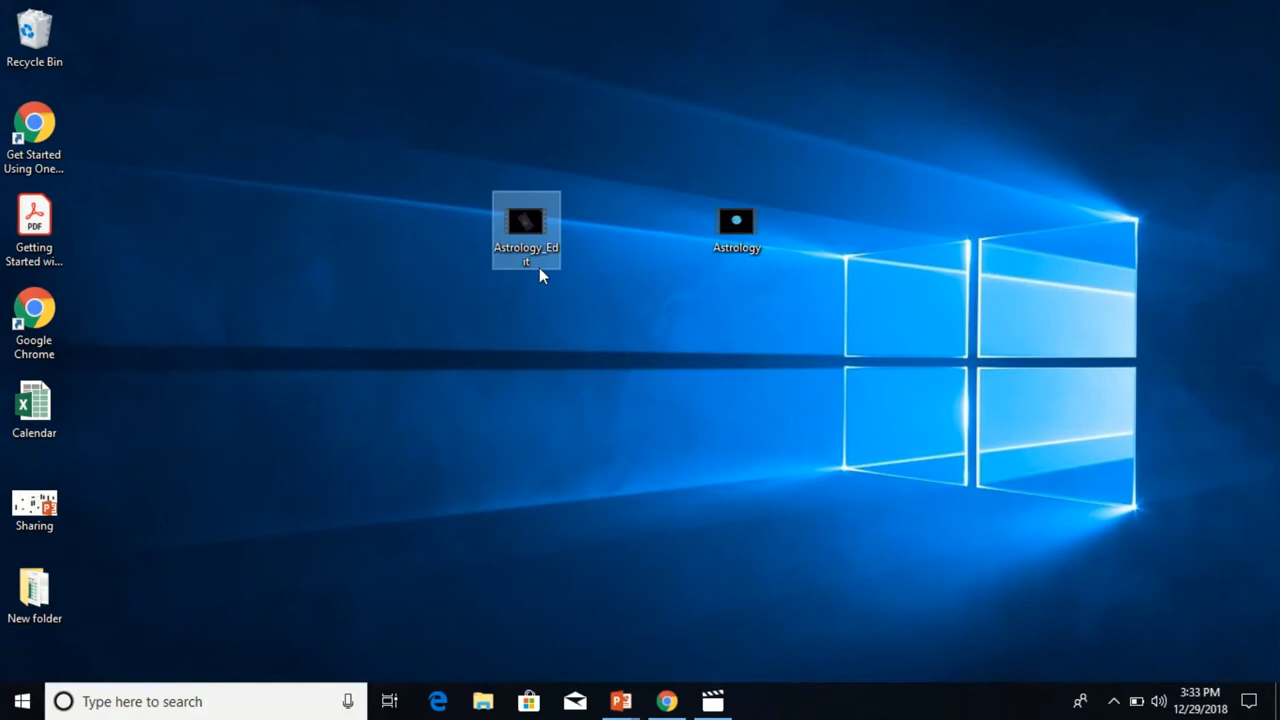 Recycle Bin
Get Started
Using One...
PDF
Getting
Started wi...
Google
Chrome
Calendar
Sharing
New folder
Astrology_Ed
it
Astrology
Type here to search
3:33 PM
12/29/2018